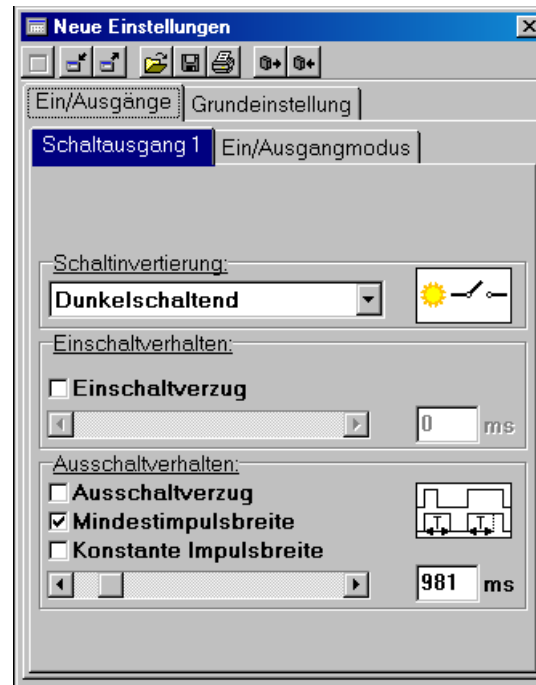 Neue Einstellungen
Ein/Ausgänge Grundeinstellung
Schaltausgang 1 Ein/Ausgangmodus
Schaltinvertierung:
Dunkelschaltend
Einschaltverhalten:
Einschaltverzug
0 ms
Ausschaltverhalten:
Ausschaltverzug
Mindestimpulsbreite
Konstante Impulsbreite
T T
981 ms